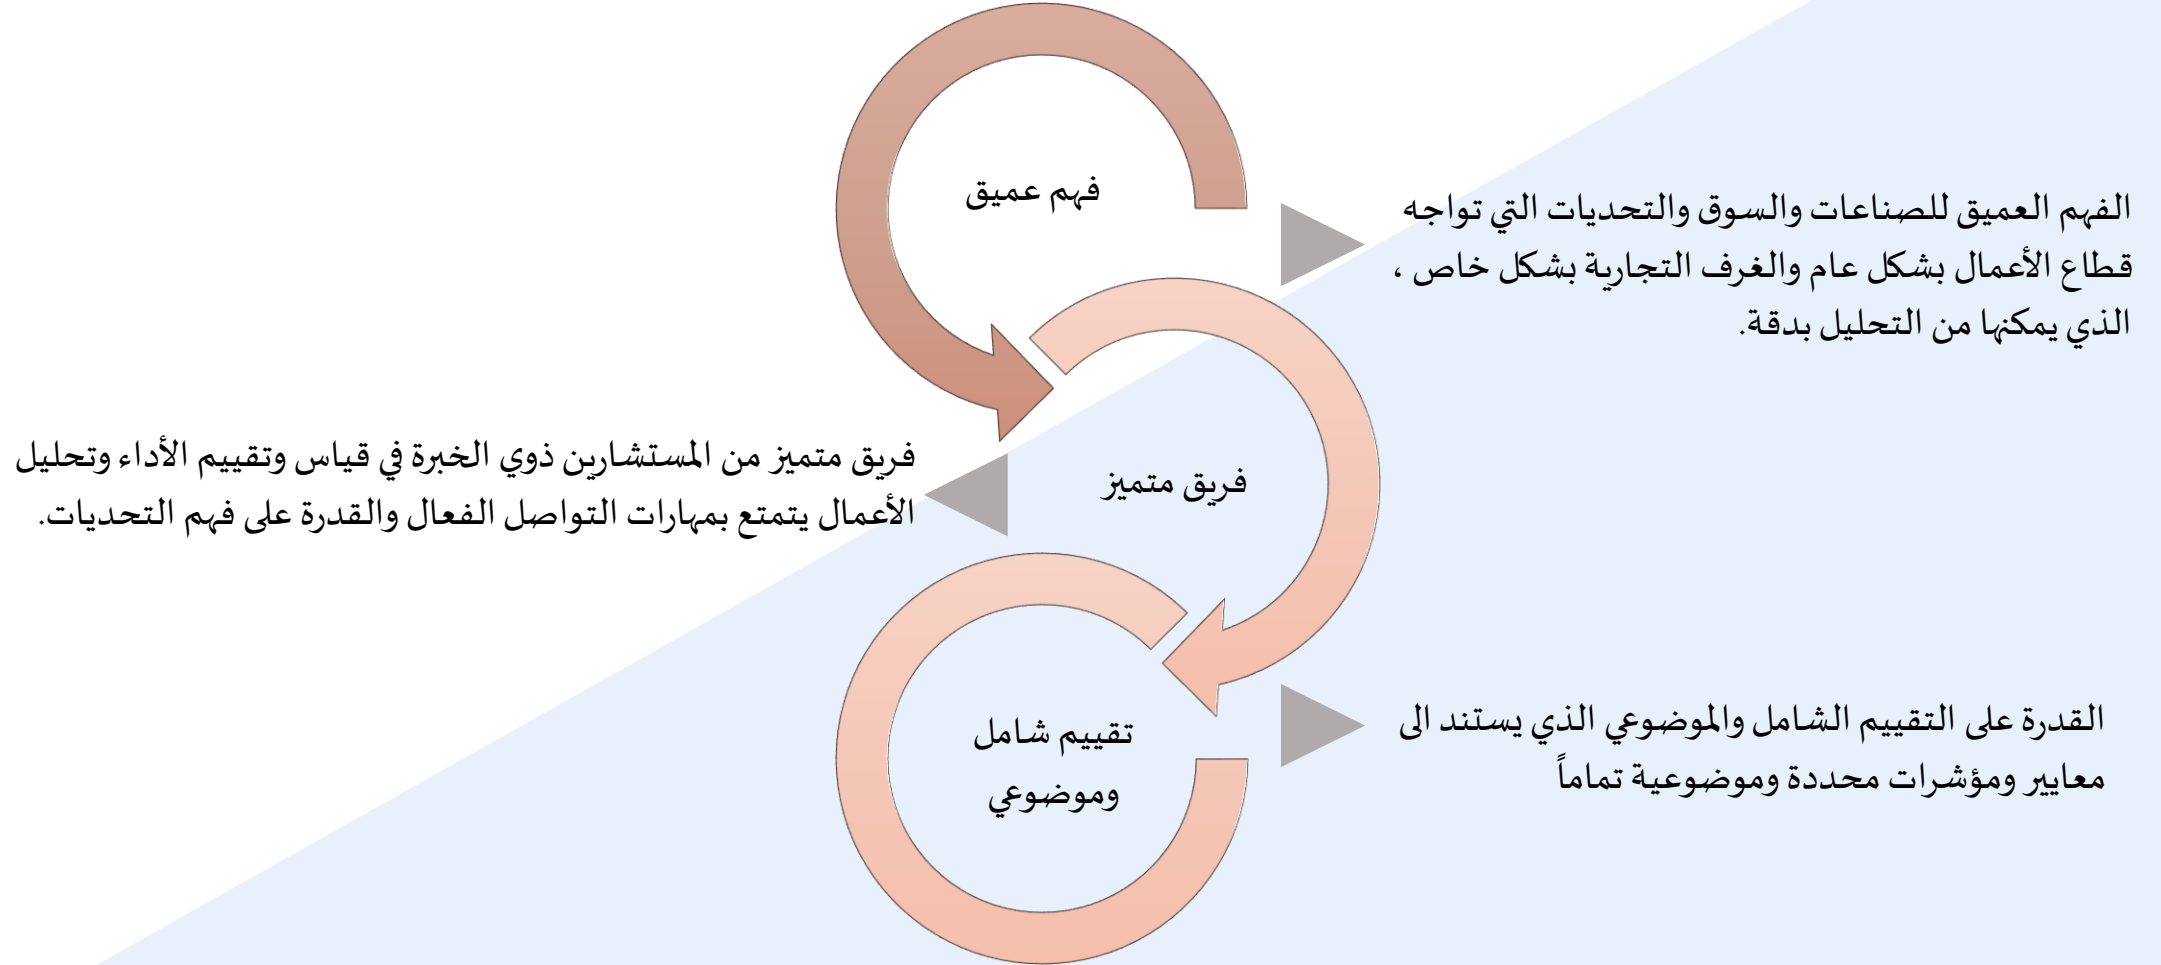 فهم عميق
الفهم العميق للصناعات والسوق والتحديات التي تواجه
قطاع الأعمال بشكل عام والغرف التجارية بشكل خاص ،
الذي يمكنها من التحليل بدقة.
فريق متميز
فريق متميز من المستشارين ذوي الخبرة في قياس وتقييم الأداء وتحليل
الأعمال يتمتع بمهارات التواصل الفعال والقدرة على فهم التحديات.
تقييم شامل
وموضوعي
القدرة على التقييم الشامل والموضوعي الذي يستند الى
معايير ومؤشرات محددة وموضوعية تماماً